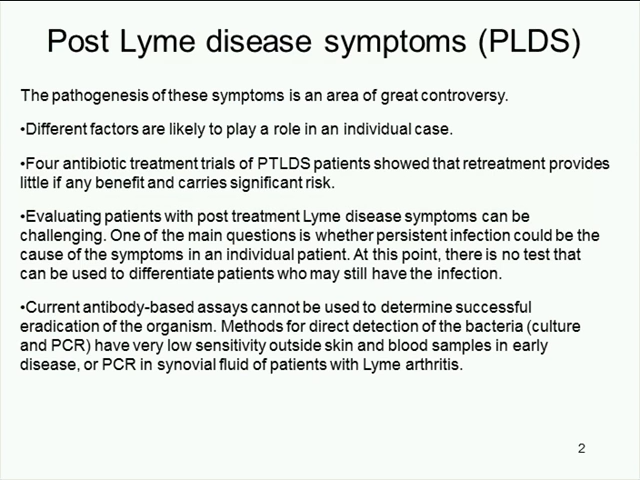 Post Lyme disease symptoms (PLDS)
The pathogenesis of these symptoms is an area of great controversy.
•Different factors are likely to play a role in an individual case.
•Four antibiotic treatment trials of PTLDS patients showed that retreatment provides
little if any benefit and carries significant risk.
•Evaluating patients with post treatment Lyme disease symptoms can be
challenging. One of the main questions is whether persistent infection could be the
cause of the symptoms in an individual patient. At this point, there is no test that
can be used to differentiate patients who may still have the infection.
•Current antibody-based assays cannot be used to determine successful
eradication of the organism. Methods for direct detection of the bacteria (culture
and PCR) have very low sensitivity outside skin and blood samples in early
disease, or PCR in synovial fluid of patients with Lyme arthritis.
2